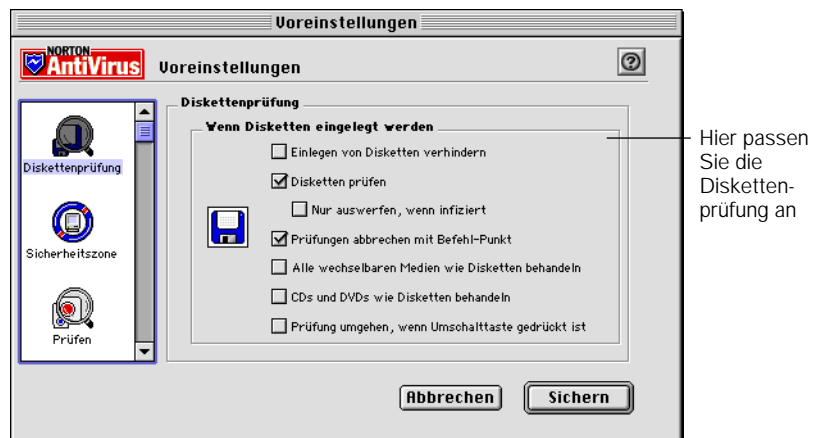 Voreinstellungen
NORTON
AntiVirus
Voreinstellungen
Diskettenprüfung
Sicherheitszone
Prüfen
Diskettenprüfung
Wenn Disketten eingelegt werden
Einlegen von Disketten verhindern
Disketten prüfen
Nur auswerfen, wenn infiziert
Prüfungen abbrechen mit Befehl-Punkt
Alle wechselbaren Medien wie Disketten behandeln
CDs und DVDs wie Disketten behandeln
Prüfung umgehen, wenn Umschalttaste gedrückt ist
Abbrechen
Sichern
Hier passen
Sie die
Disketten-
prüfung an